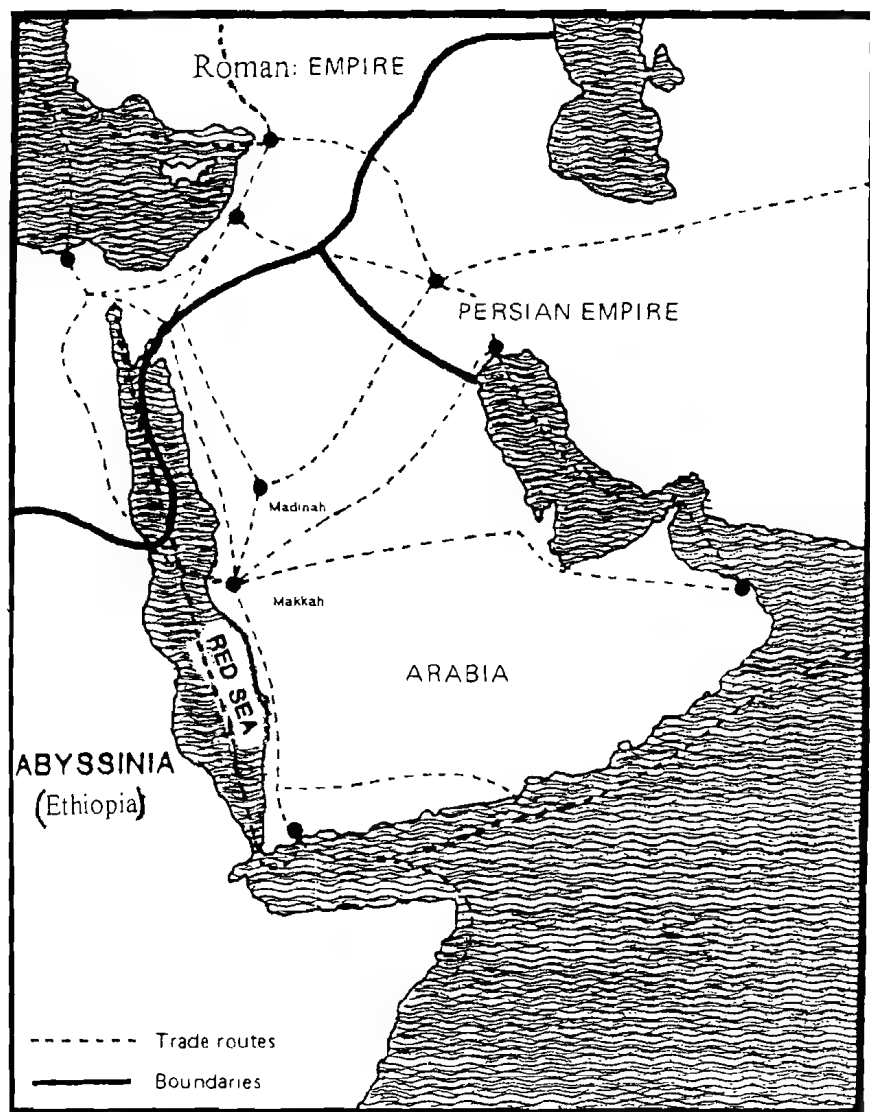 Roman: EMPIRE
PERSIAN EMPIRE
Madinah
Makkah
RED SEA
ARABIA
ABYSSINIA
(Ethiopia)
Trade routes
Boundaries